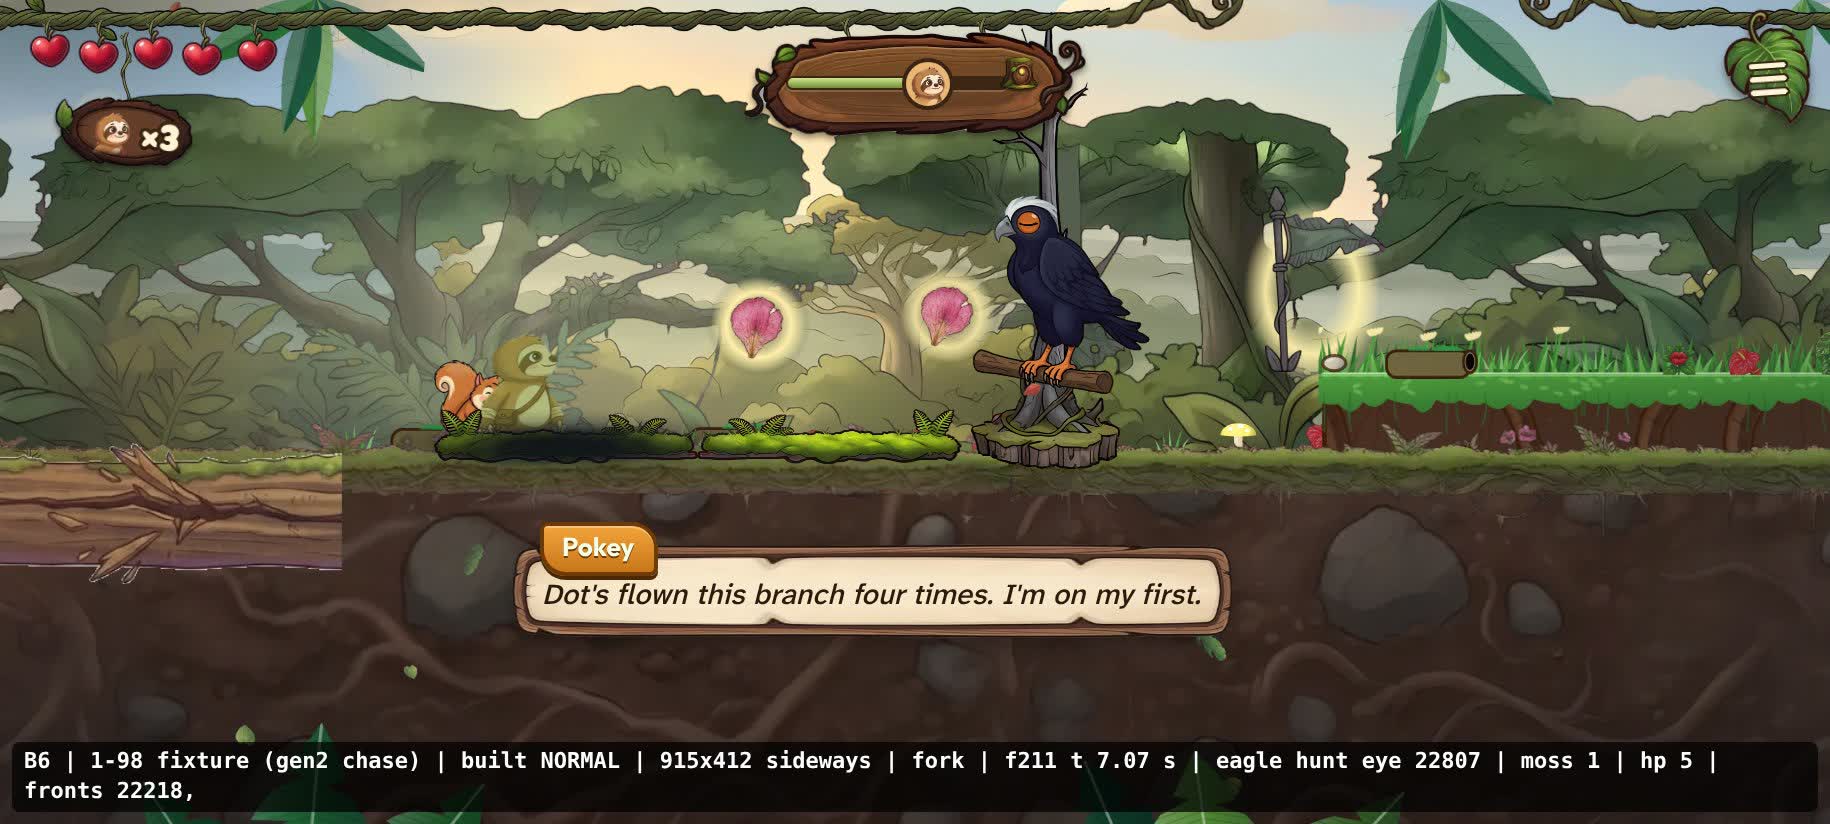 x3
Pokey
Dot's flown this branch four times. I'm on my first.
B6 | 1-98 fixture (gen2 chase) | built NORMAL | 915x412 sideways | fork | f211 t 7.07 s | eagle hunt eye 22807 | moss 1 | hp 5 |
fronts 22218,